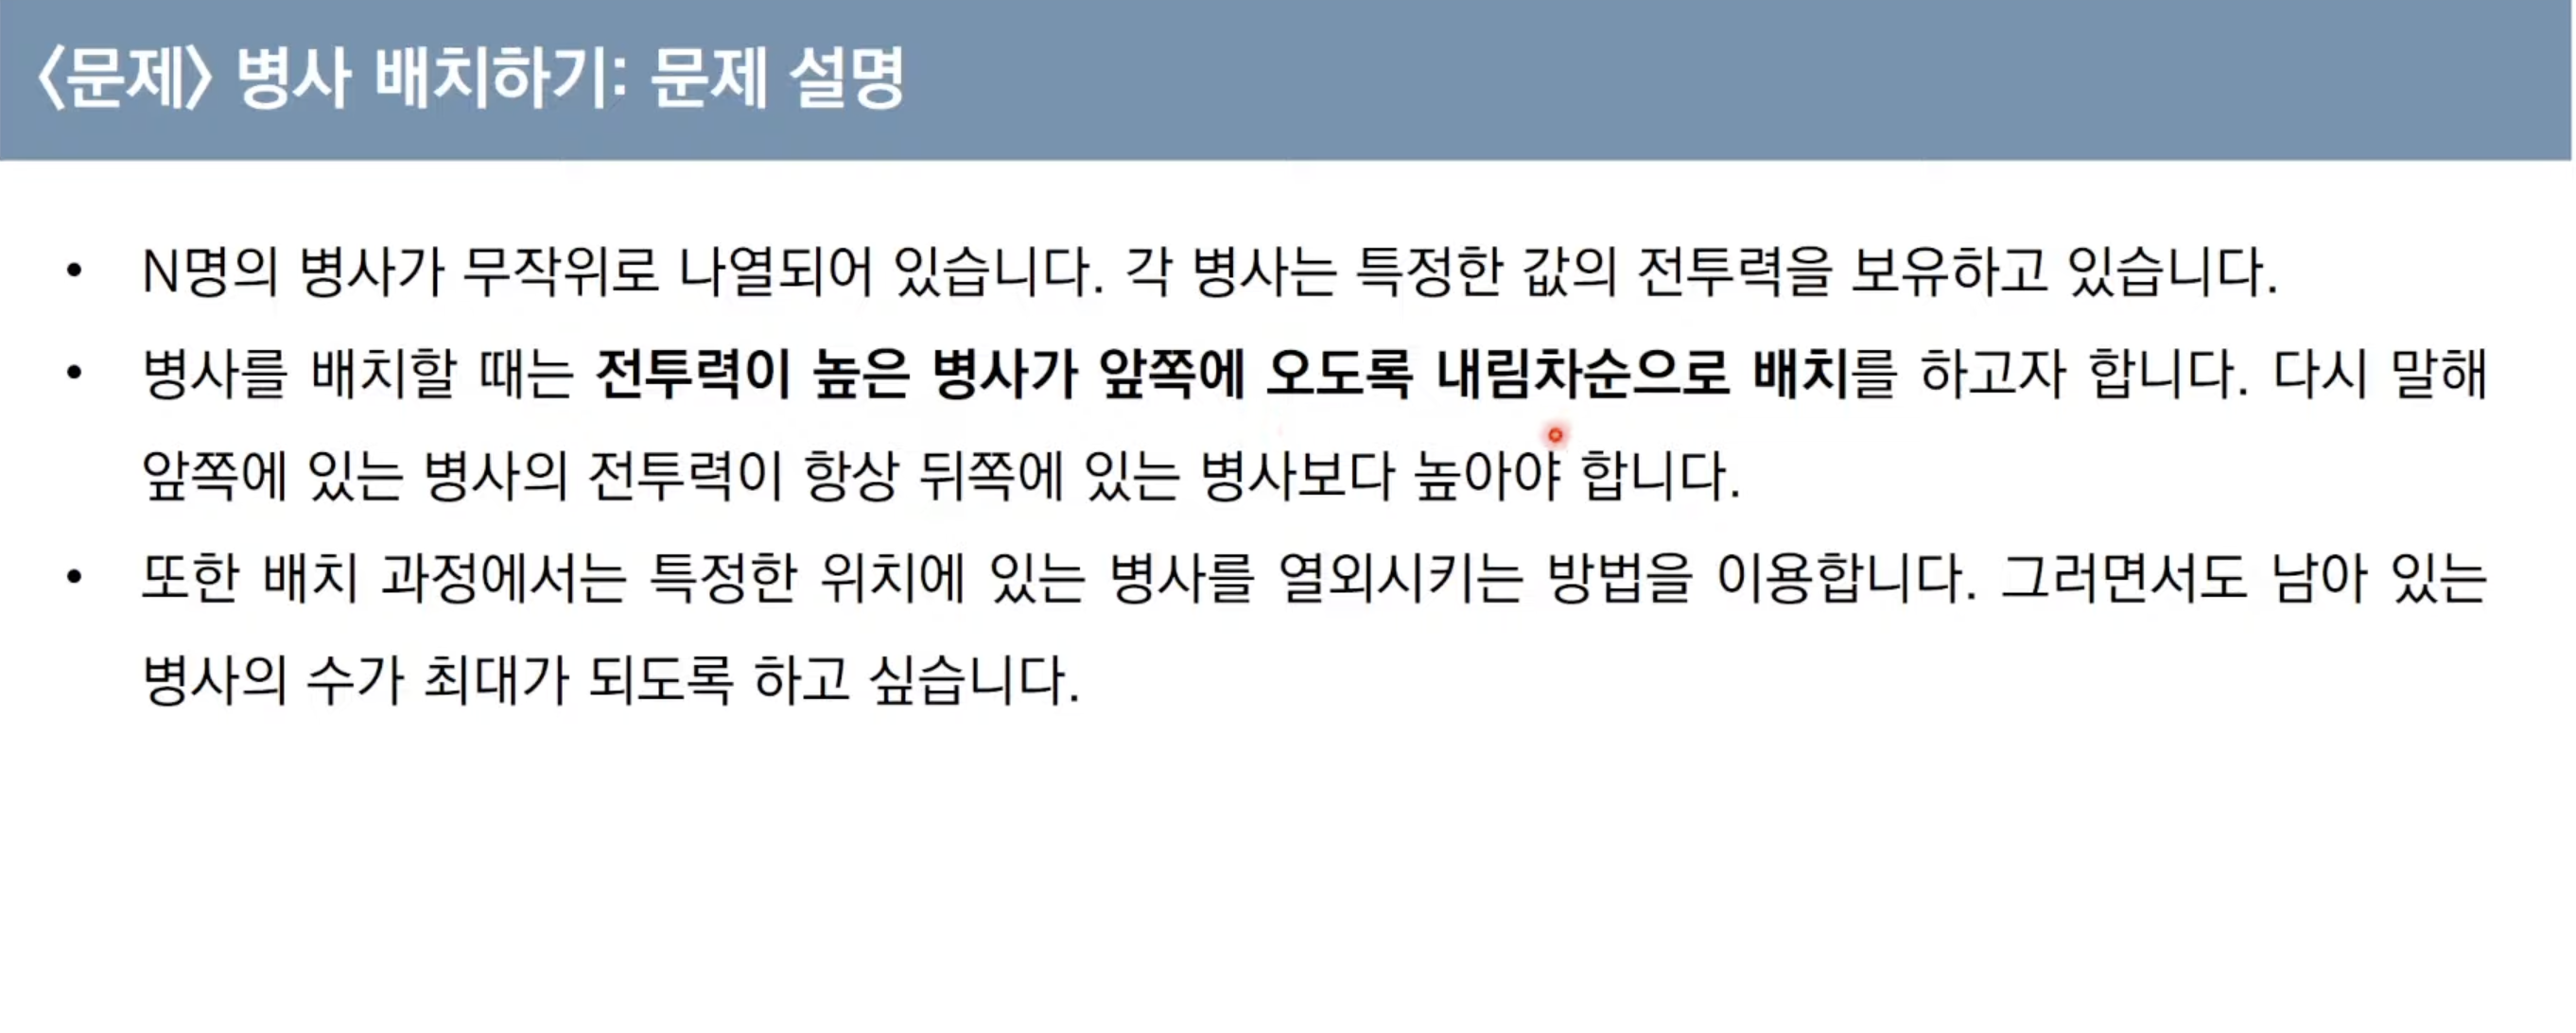 <문제> 병사 배치하기: 문제 설명
• N명의 병사가 무작위로 나열되어 있습니다. 각 병사는 특정한 값의 전투력을 보유하고 있습니다.
• 병사를 배치할 때는 전투력이 높은 병사가 앞쪽에 오도록 내림차순으로 배치를 하고자 합니다. 다시 말해
앞쪽에 있는 병사의 전투력이 항상 뒤쪽에 있는 병사보다 높아야 합니다.
• 또한 배치 과정에서는 특정한 위치에 있는 병사를 열외시키는 방법을 이용합니다. 그러면서도 남아 있는
병사의 수가 최대가 되도록 하고 싶습니다.